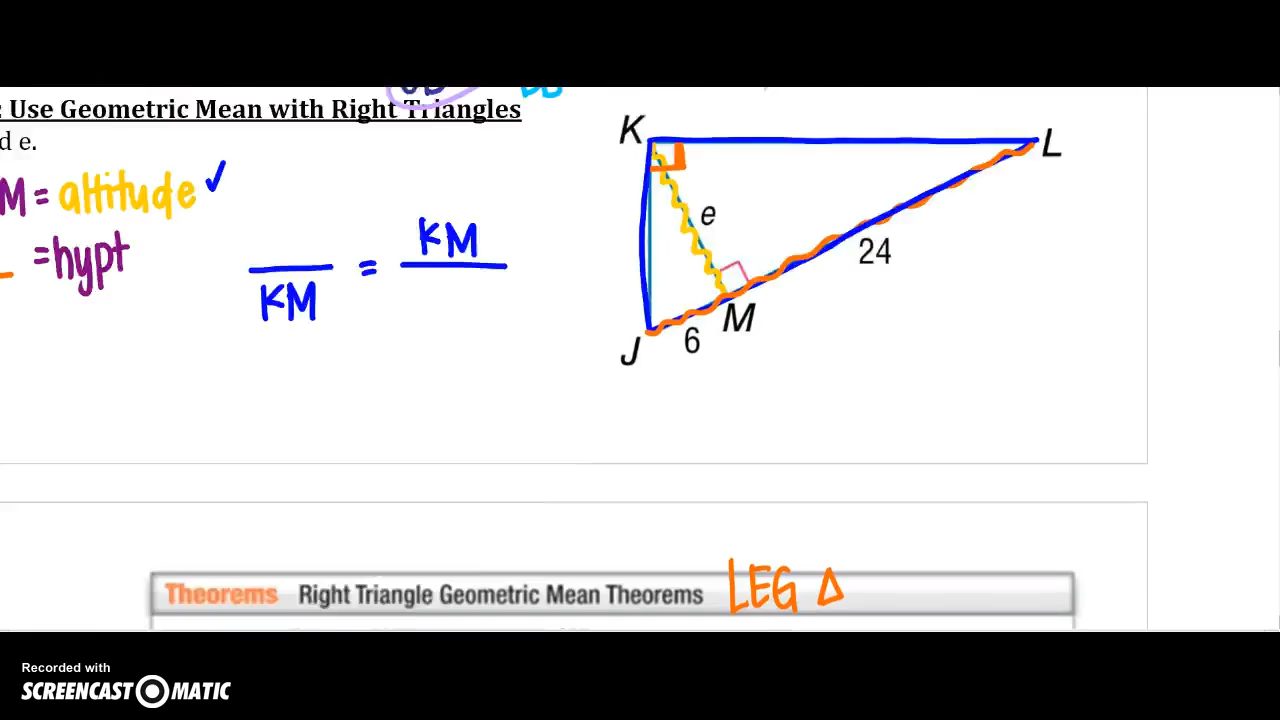 : Use Geometric Mean with Right Triangles
d e.
M = altitude ✓
= hypt
KM
=
KM
K
L
e
24
M
6
J
LEG Δ
Theorems Right Triangle Geometric Mean Theorems
Recorded with
SCREENCAST MATIC